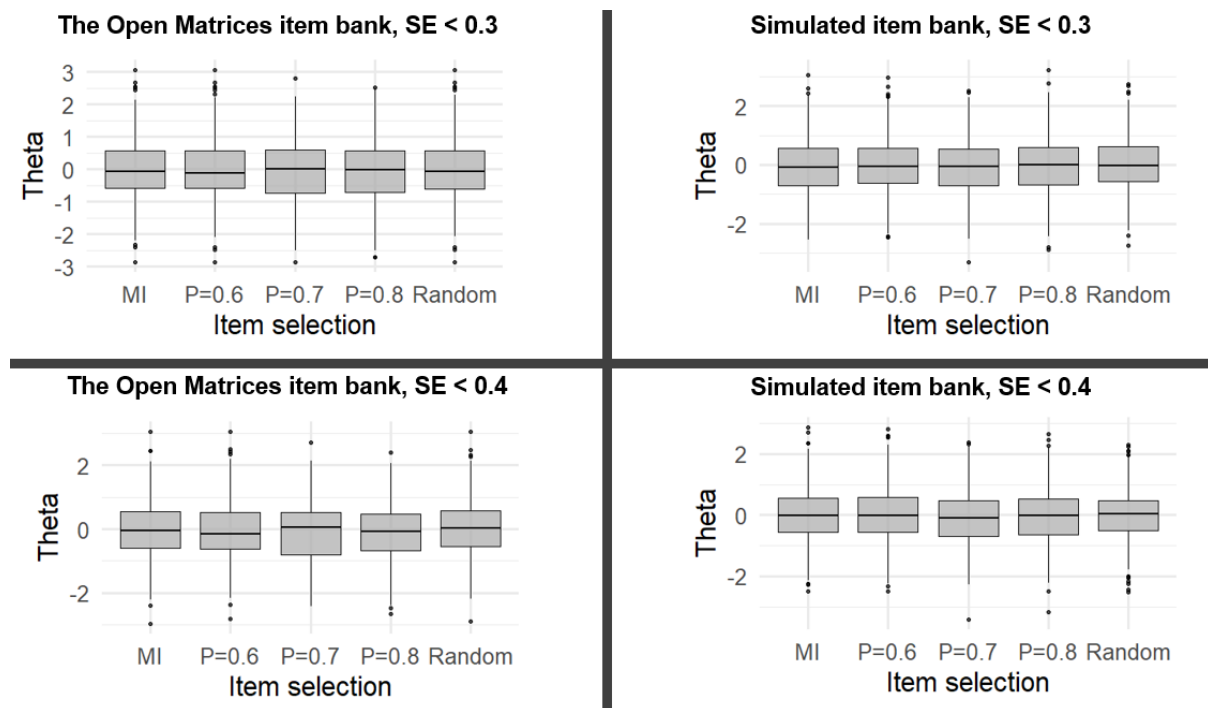 The Open Matrices item bank, SE < 0.3
Theta
3
2
1
0
-1
-2
-3
MI P=0.6 P=0.7 P=0.8 Random
Item selection
Simulated item bank, SE < 0.3
Theta
2
0
-2
MI P=0.6 P=0.7 P=0.8 Random
Item selection
The Open Matrices item bank, SE < 0.4
Theta
2
0
-2
MI P=0.6 P=0.7 P=0.8 Random
Item selection
Simulated item bank, SE < 0.4
Theta
2
0
-2
MI P=0.6 P=0.7 P=0.8 Random
Item selection